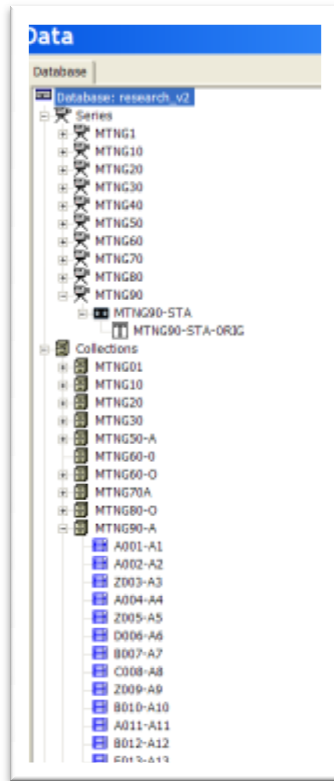 Data
Database
Database: research_v2
Series
MTNG1
MTNG10
MTNG20
MTNG30
MTNG40
MTNG50
MTNG60
MTNG70
MTNG80
MTNG90
MTNG90-STA
MTNG90-STA-ORIG
Collections
MTNG01
MTNG10
MTNG20
MTNG30
MTNG50-A
MTNG60-0
MTNG60-O
MTNG70A
MTNG80-O
MTNG90-A
A001-A1
A002-A2
Z003-A3
A004-A4
Z005-A5
D006-A6
B007-A7
C008-A8
Z009-A9
B010-A10
A011-A11
B012-A12
E013-A13